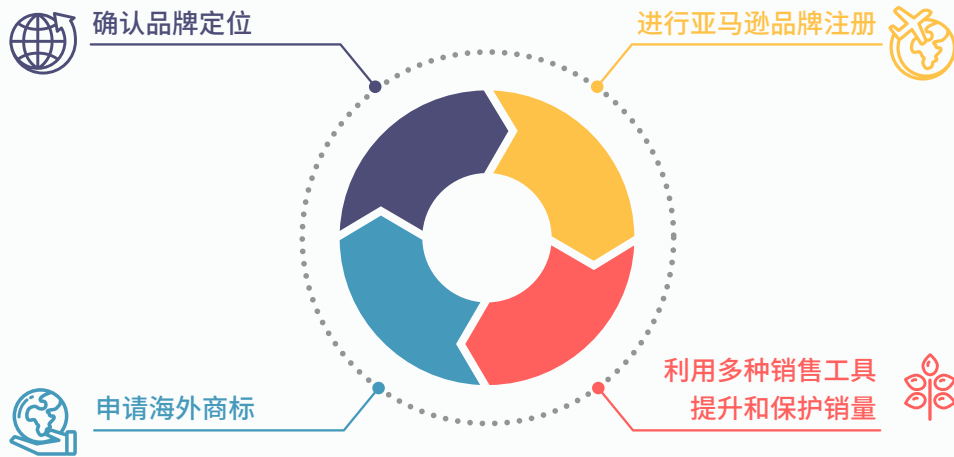 确认品牌定位
进行亚马逊品牌注册
申请海外商标
利用多种销售工具
提升和保护销量